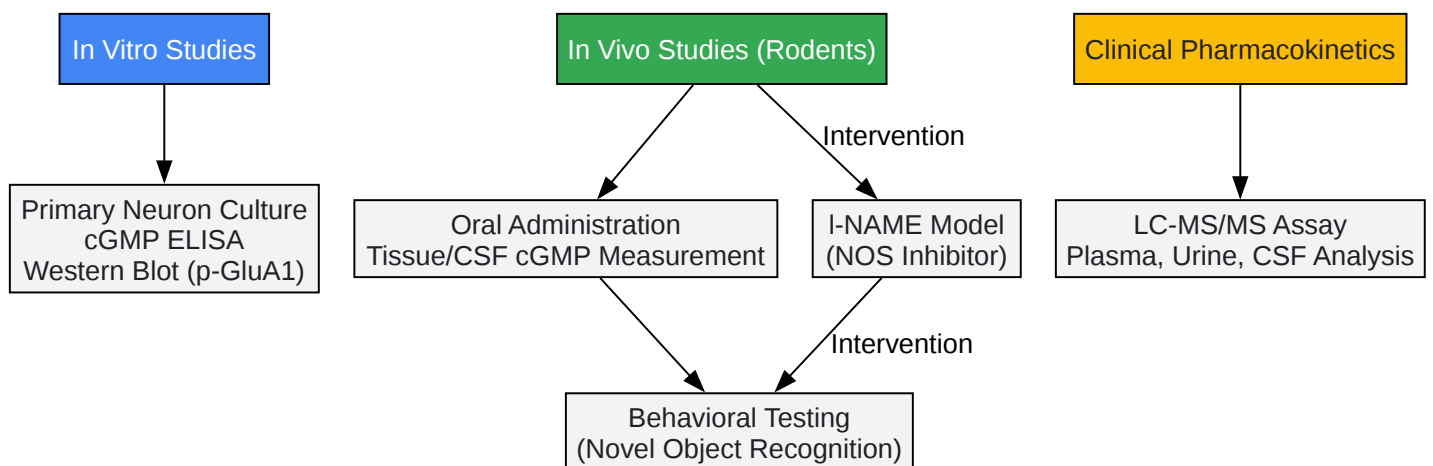 In Vitro Studies
In Vivo Studies (Rodents)
Clinical Pharmacokinetics
Intervention
Primary Neuron Culture
cGMP ELISA
Western Blot (p-GluA1)
Oral Administration
Tissue/CSF cGMP Measurement
l-NAME Model
(NOS Inhibitor)
LC-MS/MS Assay
Plasma, Urine, CSF Analysis
Intervention
Behavioral Testing
(Novel Object Recognition)